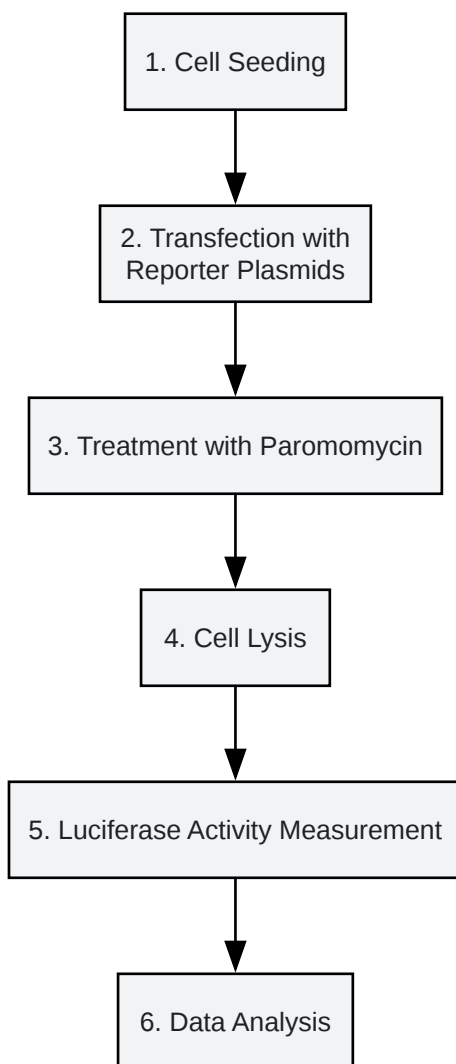 1. Cell Seeding
2. Transfection with
Reporter Plasmids
3. Treatment with Paromomycin
4. Cell Lysis
5. Luciferase Activity Measurement
6. Data Analysis